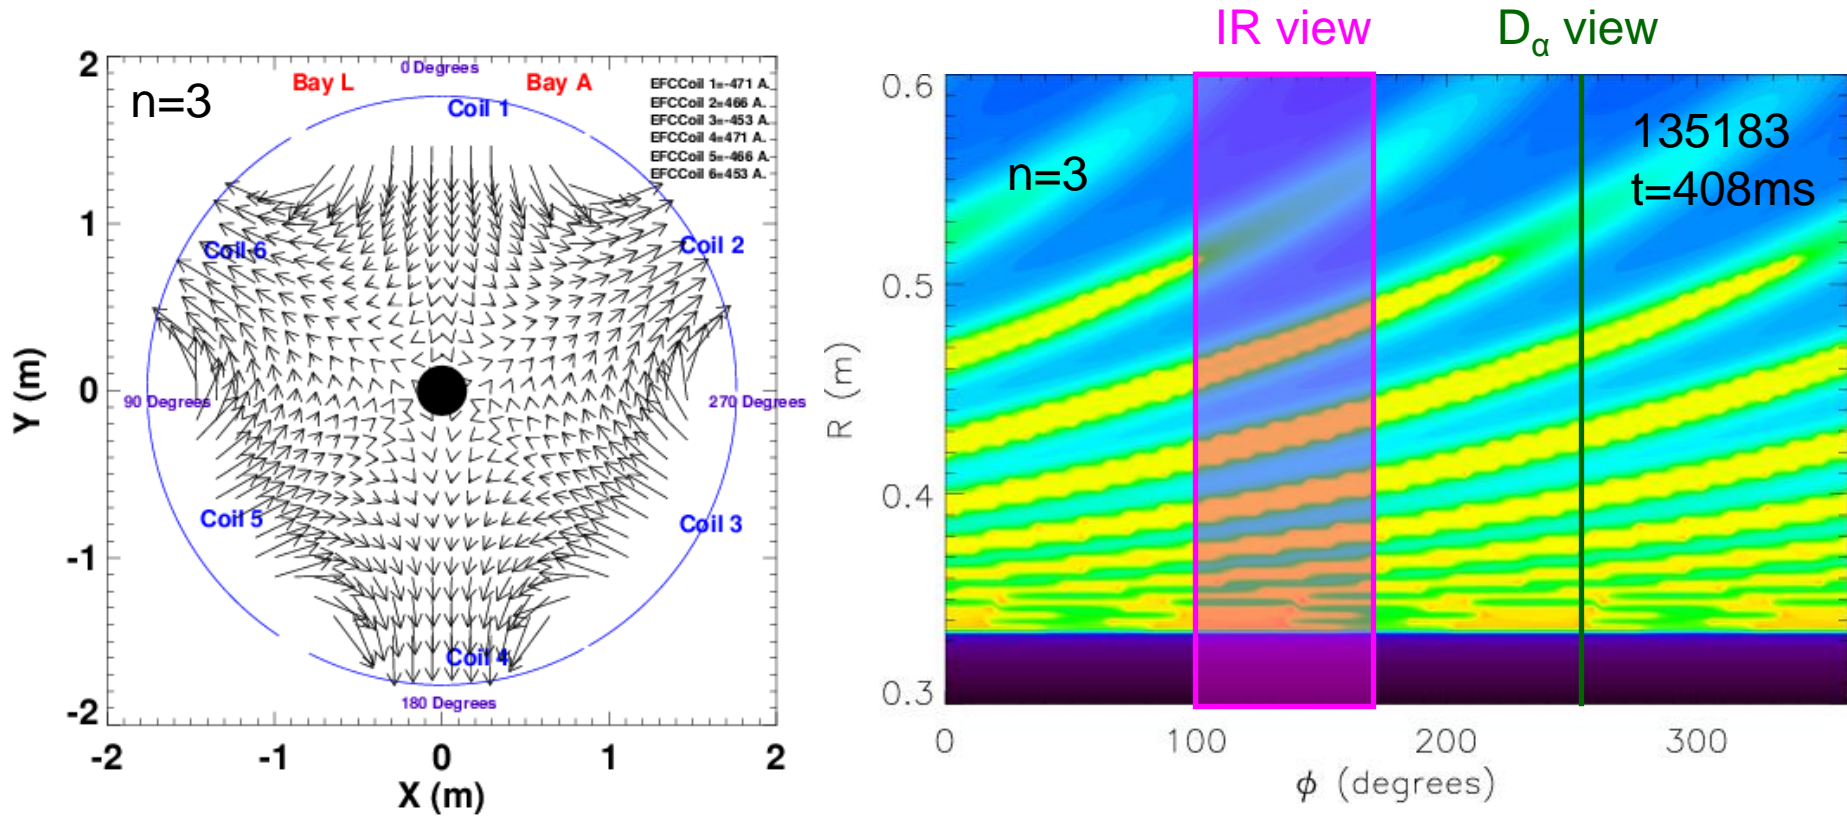 n=3
0 Degrees
Bay L
Bay A
Coil 1
EFCCoil 1=-471 A.
EFCCoil 2=466 A.
EFCCoil 3=-453 A.
EFCCoil 4=471 A.
EFCCoil 5=-466 A.
EFCCoil 6=453 A.
Coil 6
Coil 2
90 Degrees
270 Degrees
Coil 5
Coil 3
Coil 4
180 Degrees
2
1
0
-1
-2
Y (m)
-2
-1
0
1
2
X (m)
IR view
Dα view
n=3
135183
t=408ms
0.6
0.5
0.4
0.3
R (m)
0
100
200
300
ϕ (degrees)